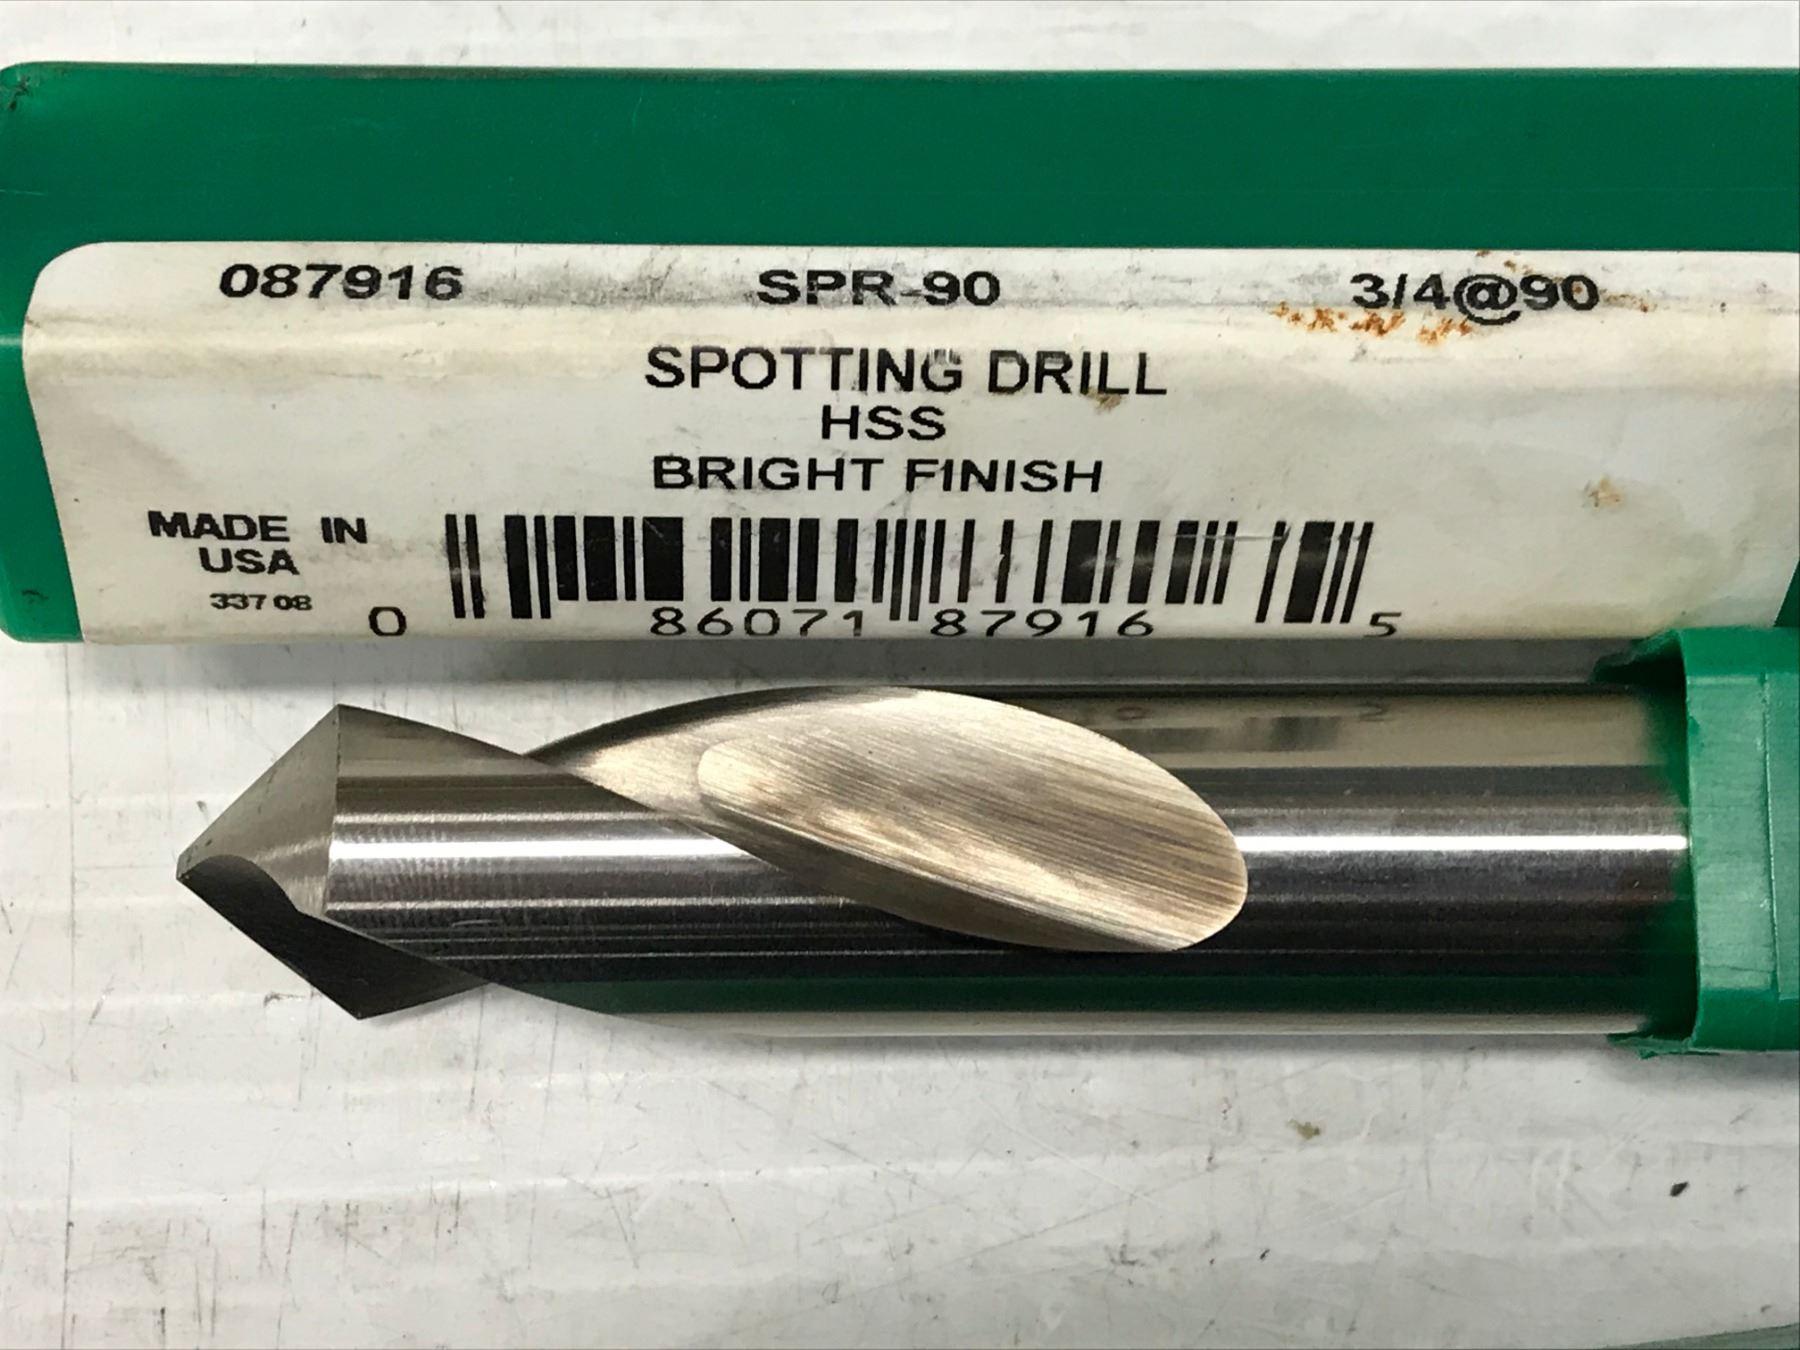 087916 SPR-90 3/4@90
SPOTTING DRILL
HSS
BRIGHT FINISH
MADE IN
USA
337 08
0 86071 87916 5